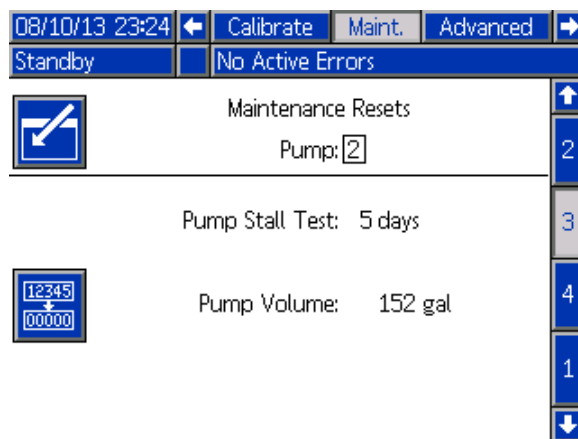 08/10/13 23:24 Calibrate Maint. Advanced
Standby No Active Errors
Maintenance Resets
Pump: 2
2
Pump Stall Test: 5 days
3
12345
00000
Pump Volume: 152 gal
4
1